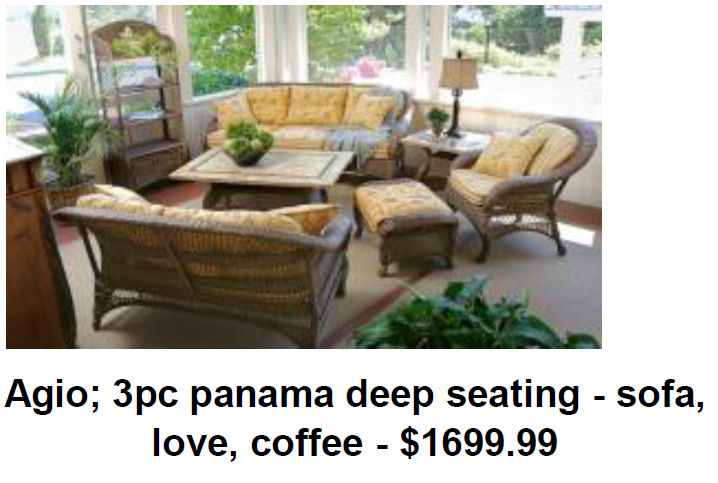 Agio; 3pc panama deep seating - sofa,
love, coffee - $1699.99